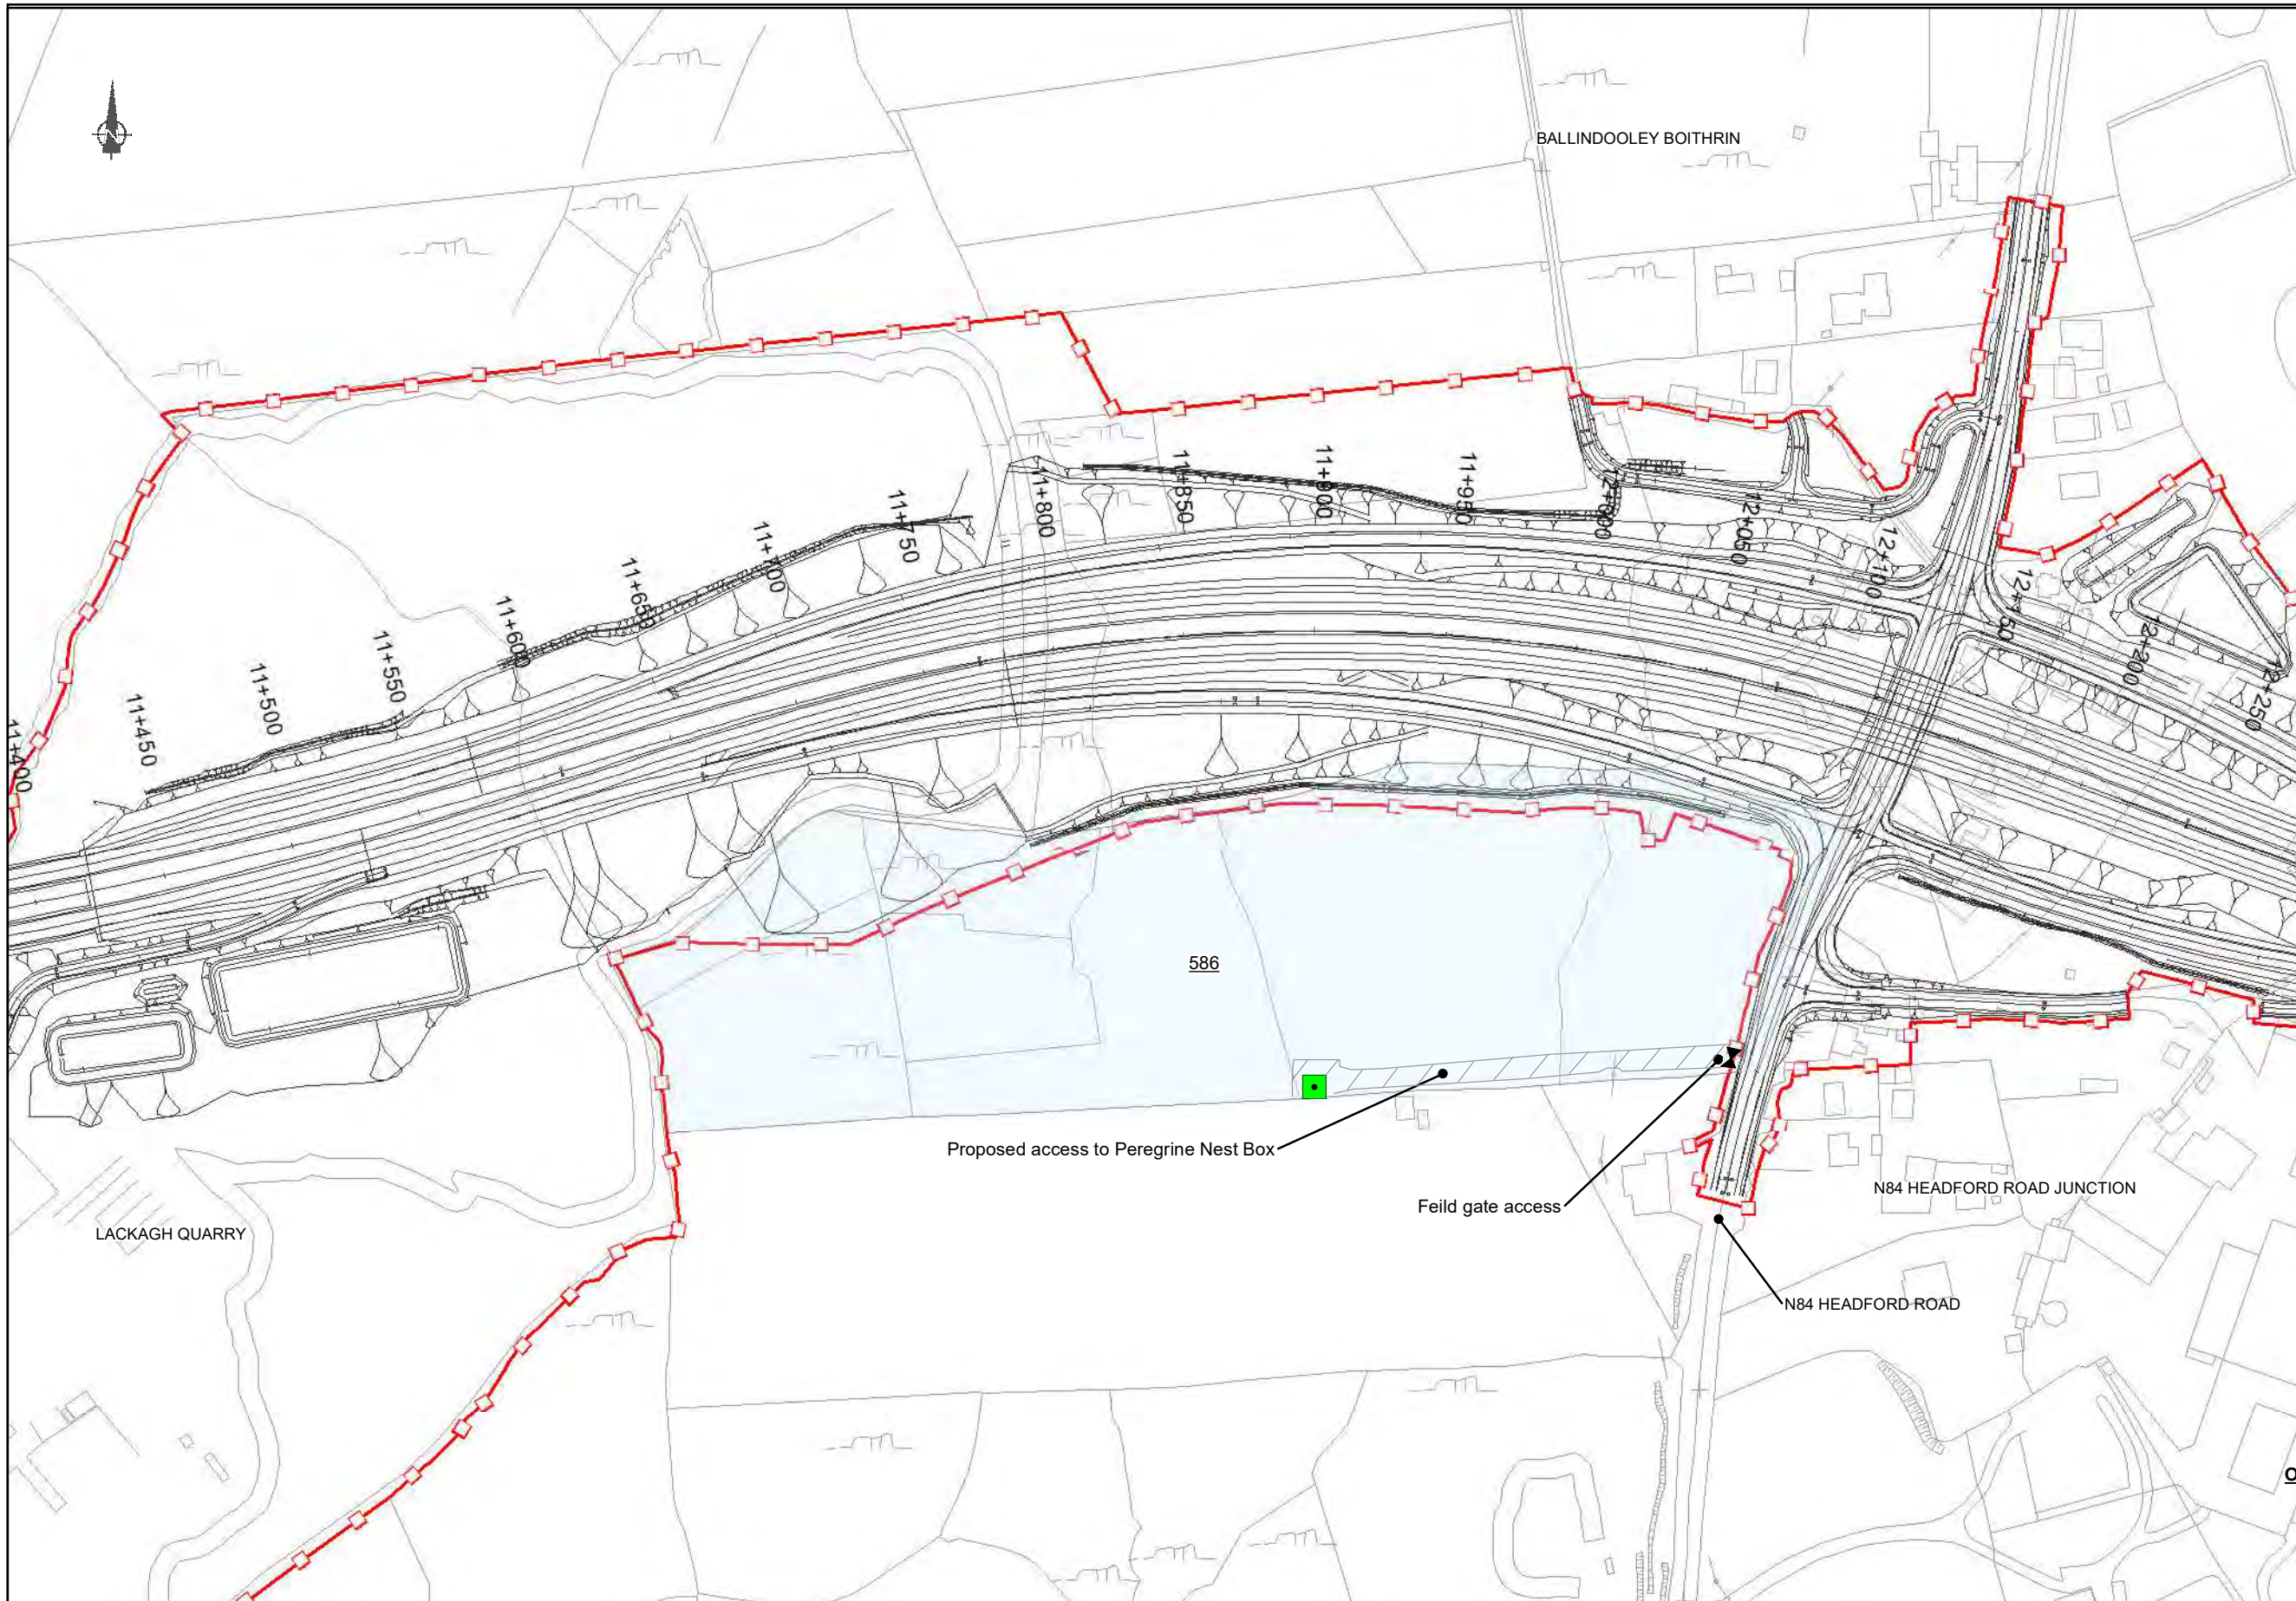 N
BALLINDOOLEY BOITHRIN
11+400
11+450
11+500
11+550
11+600
11+650
11+700
11+750
11+800
11+850
11+900
11+950
12+000
12+050
12+100
12+150
12+200
12+250
586
Proposed access to Peregrine Nest Box
Feild gate access
N84 HEADFORD ROAD JUNCTION
LACKAGH QUARRY
N84 HEADFORD ROAD